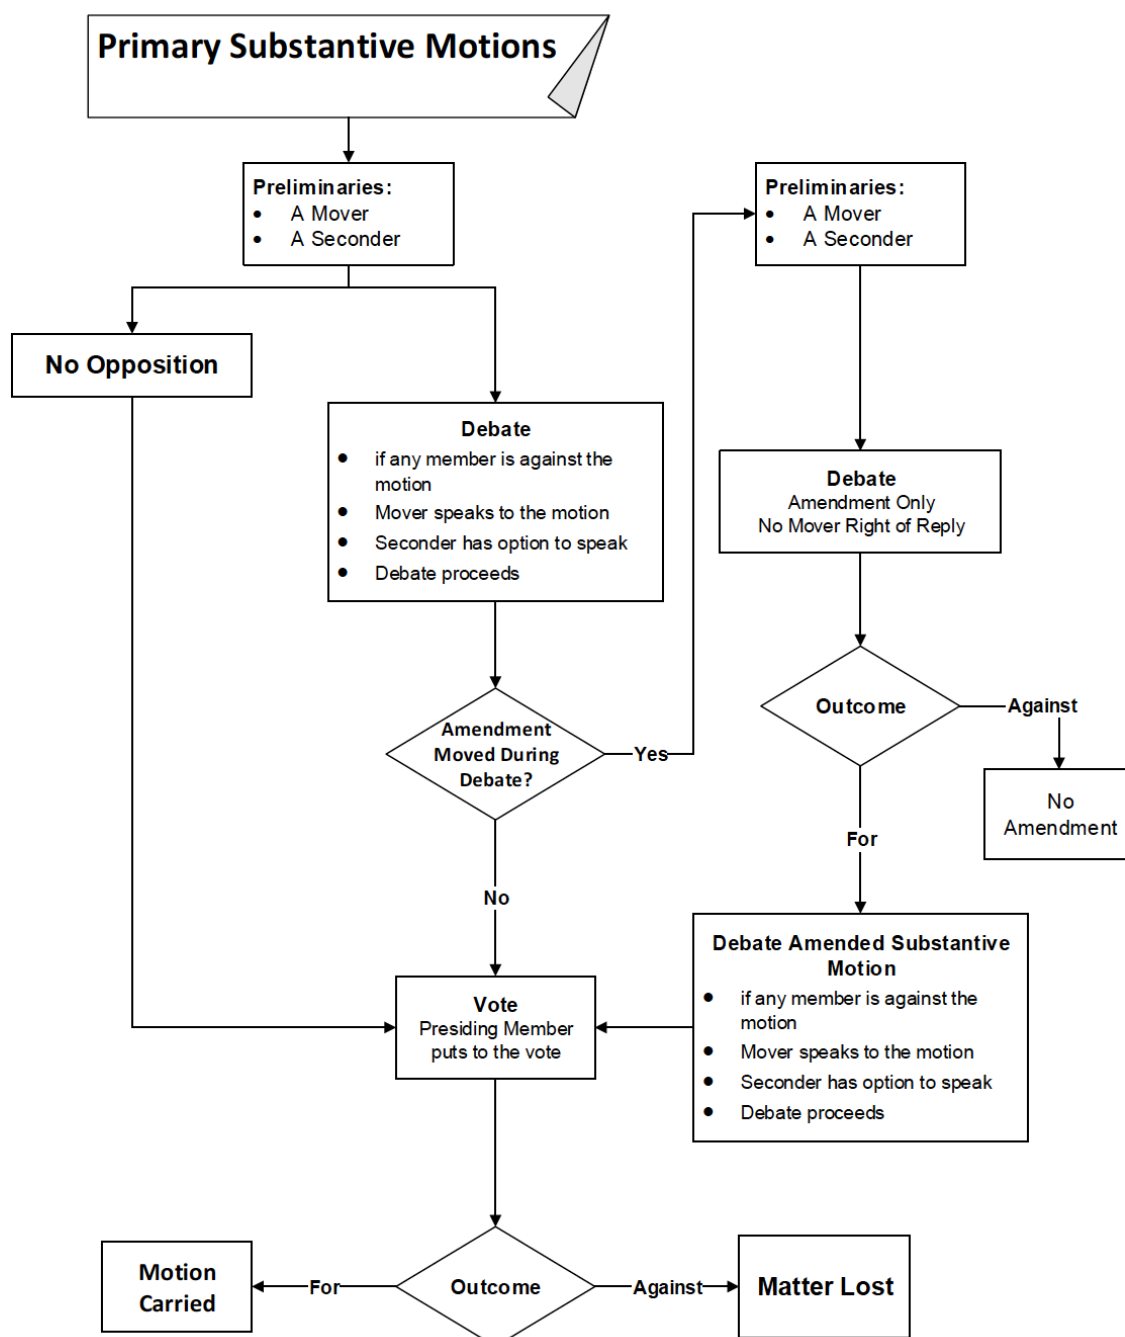 Primary Substantive Motions
Preliminaries:
• A Mover
• A Seconder
Preliminaries:
• A Mover
• A Seconder
No Opposition
Debate
• if any member is against the
motion
• Mover speaks to the motion
• Seconder has option to speak
• Debate proceeds
Debate
Amendment Only
No Mover Right of Reply
Amendment
Moved During
Debate?
Yes
Outcome
Against
No
Amendment
For
No
Debate Amended Substantive
Motion
• if any member is against the
motion
• Mover speaks to the motion
• Seconder has option to speak
• Debate proceeds
Vote
Presiding Member
puts to the vote
Motion
Carried
For
Outcome
Against
Matter Lost